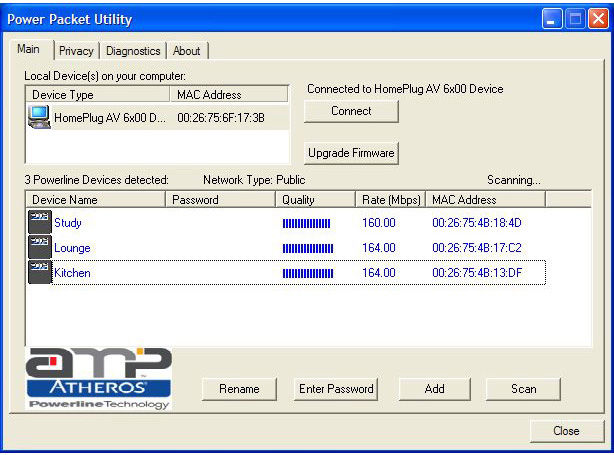 Power Packet Utility
Main Privacy Diagnostics About
Local Device(s) on your computer:
Device Type MAC Address
HomePlug AV 6x00 D... 00:26:75:6F:17:3B
Connected to HomePlug AV 6x00 Device
Connect
Upgrade Firmware
3 Powerline Devices detected: Network Type: Public Scanning...
Device Name Password Quality Rate (Mbps) MAC Address
Study 160.00 00:26:75:4B:18:4D
Lounge 164.00 00:26:75:4B:17:C2
Kitchen 164.00 00:26:75:4B:13:DF
amp
ATHEROS
Powerline Technology
Rename Enter Password Add Scan
Close